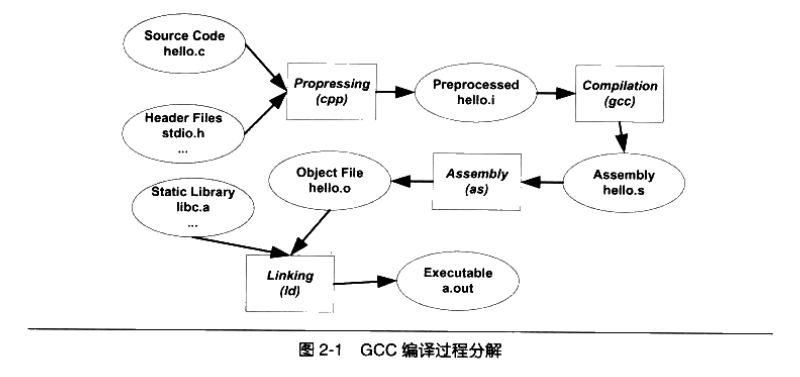 Source Code
hello.c
Propressing
(cpp)
Preprocessed
hello.i
Compilation
(gcc)
Header Files
stdio.h
...
Object File
hello.o
Assembly
(as)
Assembly
hello.s
Static Library
libc.a
...
Linking
(ld)
Executable
a.out
图 2-1 GCC 编译过程分解